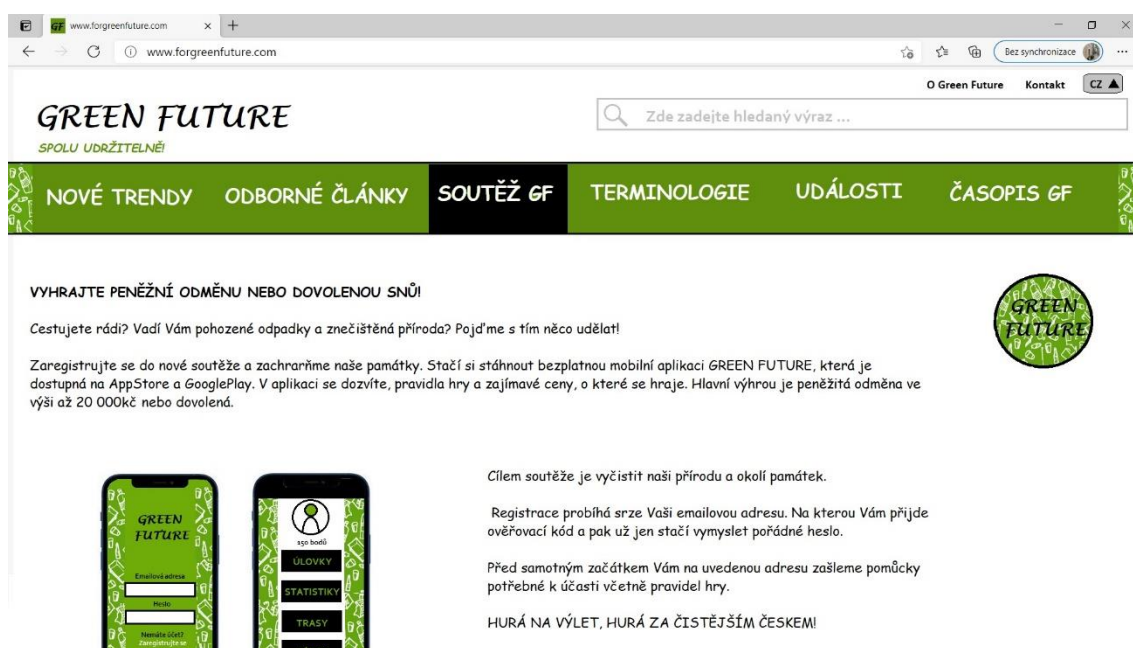 www.forgreenfuture.com
www.forgreenfuture.com
Bez synchronizace
O Green Future Kontakt CZ
GREEN FUTURE
Zde zadejte hledaný výraz ...
SPOLU UDRŽITELNĚ!
NOVÉ TRENDY ODBORNÉ ČLÁNKY SOUTĚŽ GF TERMINOLOGIE UDÁLOSTI ČASOPIS GF
VYHRAJTE PENĚŽNÍ ODMĚNU NEBO DOVOLENOU SNŮ!
Cestujete rádi? Vadí Vám pohozené odpadky a znečištěná příroda? Pojďme s tím něco udělat!
Zaregistrujte se do nové soutěže a zachraňme naše památky. Stačí si stáhnout bezplatnou mobilní aplikaci GREEN FUTURE, která je
dostupná na AppStore a GooglePlay. V aplikaci se dozvíte, pravidla hry a zajímavé ceny, o které se hraje. Hlavní výhrou je peněžitá odměna ve
výši až 20 000kč nebo dovolená.
GREEN
FUTURE
GREEN
FUTURE
Emailová adresa
Heslo
Nemáte účet?
Zaregistrujte se
150 bodů
ÚLOVKY
STATISTIKY
TRASY
Cílem soutěže je vyčistit naši přírodu a okolí památek.
Registrace probíhá srze Vaši emailovou adresu. Na kterou Vám přijde
ověřovací kód a pak už jen stačí vymyslet pořádné heslo.
Před samotným začátkem Vám na uvedenou adresu zašleme pomůcky
potřebné k účasti včetně pravidel hry.
HURÁ NA VÝLET, HURÁ ZA ČISTĚJŠÍM ČESKEM!